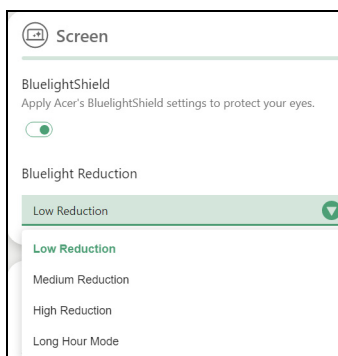 Screen
BluelightShield
Apply Acer's BluelightShield settings to protect your eyes.
Bluelight Reduction
Low Reduction
Low Reduction
Medium Reduction
High Reduction
Long Hour Mode